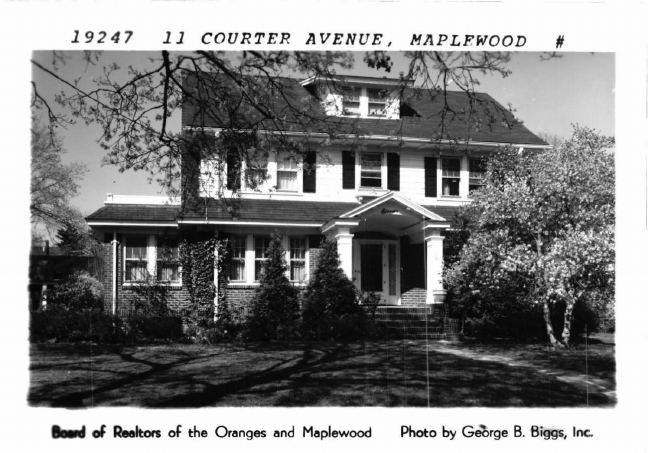 19247 11 COURTER AVENUE, MAPLEWOOD #
Board of Realtors of the Oranges and Maplewood Photo by George B. Biggs, Inc.